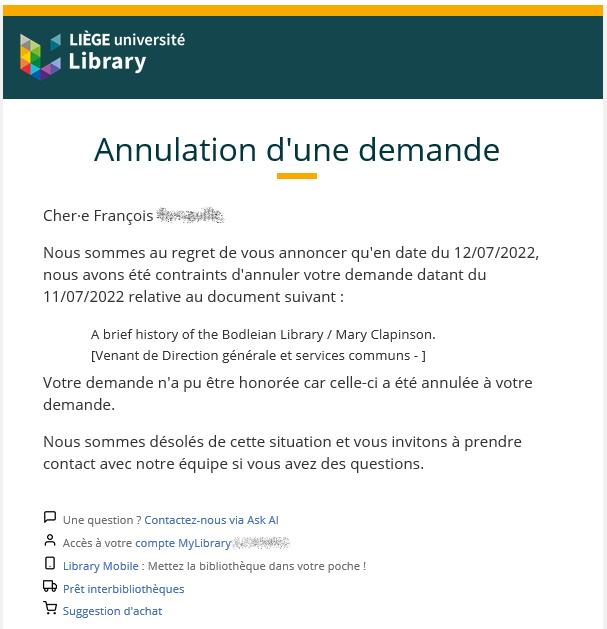 LIÈGE université
Library
Annulation d'une demande
Cher·e François
Nous sommes au regret de vous annoncer qu'en date du 12/07/2022,
nous avons été contraints d'annuler votre demande datant du
11/07/2022 relative au document suivant :
A brief history of the Bodleian Library / Mary Clapinson.
[Venant de Direction générale et services communs - ]
Votre demande n'a pu être honorée car celle-ci a été annulée à votre
demande.
Nous sommes désolés de cette situation et vous invitons à prendre
contact avec notre équipe si vous avez des questions.
Une question ? Contactez-nous via Ask AI
Accès à votre compte MyLibrary
Library Mobile : Mettez la bibliothèque dans votre poche !
Prêt interbibliothèques
Suggestion d'achat